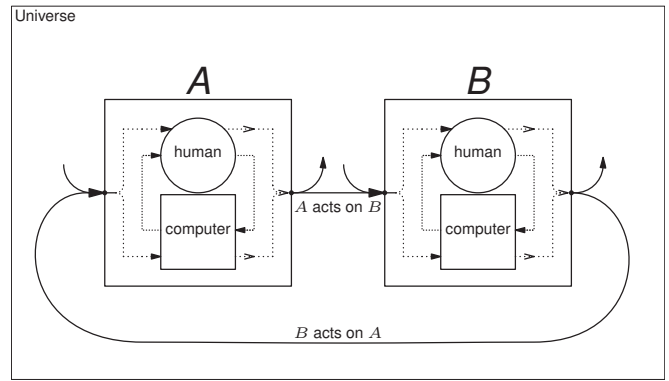 Universe
A
B
human
human
A acts on B
computer
computer
B acts on A